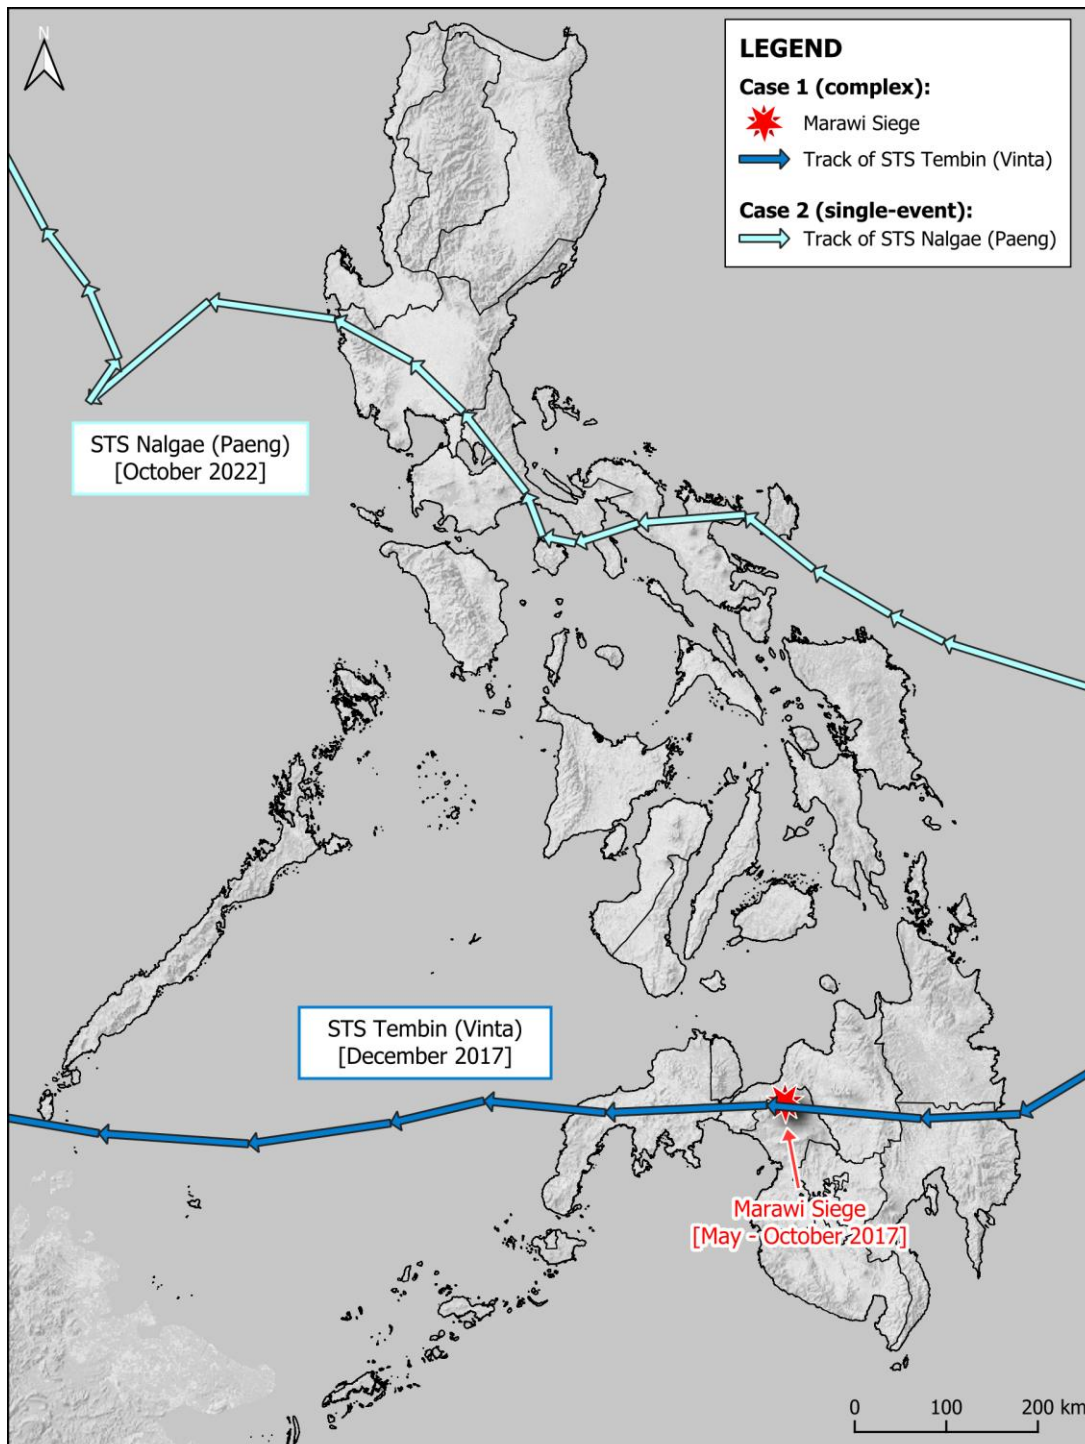 N
LEGEND
Case 1 (complex):
Marawi Siege
Track of STS Tembin (Vinta)
Case 2 (single-event):
Track of STS Nalgae (Paeng)
STS Nalgae (Paeng)
[October 2022]
STS Tembin (Vinta)
[December 2017]
Marawi Siege
[May - October 2017]
0 100 200 km